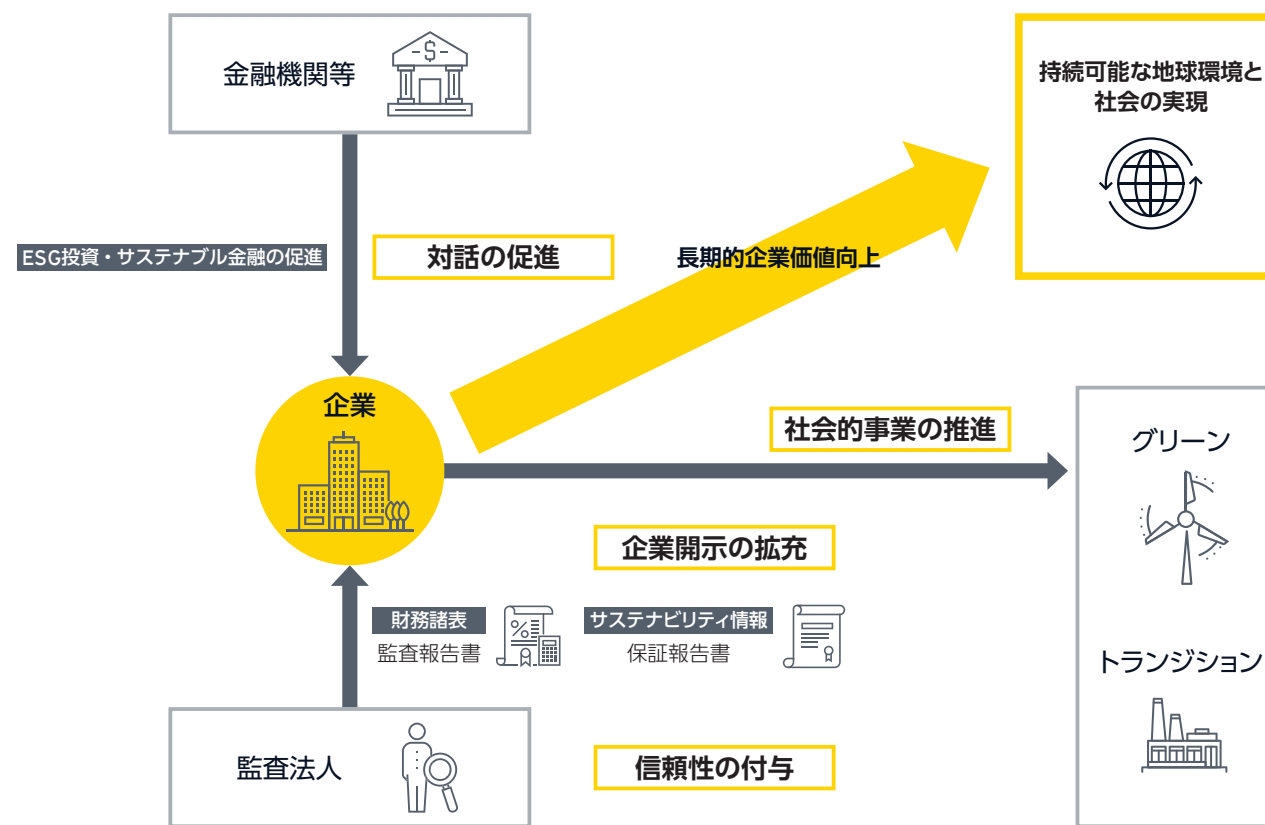 金融機関等
持続可能な地球環境と
社会の実現
ESG投資・サステナブル金融の促進
対話の促進
長期的企業価値向上
企業
社会的事業の推進
グリーン
企業開示の拡充
財務諸表
監査報告書
サステナビリティ情報
保証報告書
トランジション
監査法人
信頼性の付与